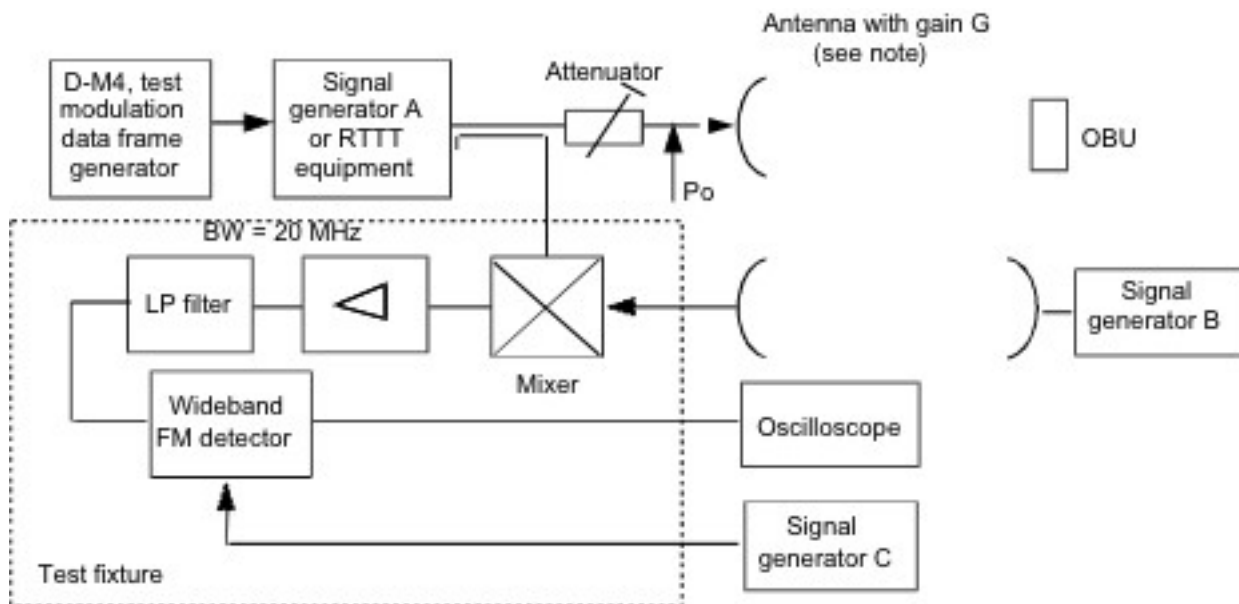 Antenna with gain G
(see note)
D-M4, test
modulation
data frame
generator
Signal
generator A
or RTTT
equipment
Attenuator
OBU
Po
BW = 20 MHz
LP filter
Mixer
Signal
generator B
Wideband
FM detector
Oscilloscope
Signal
generator C
Test fixture